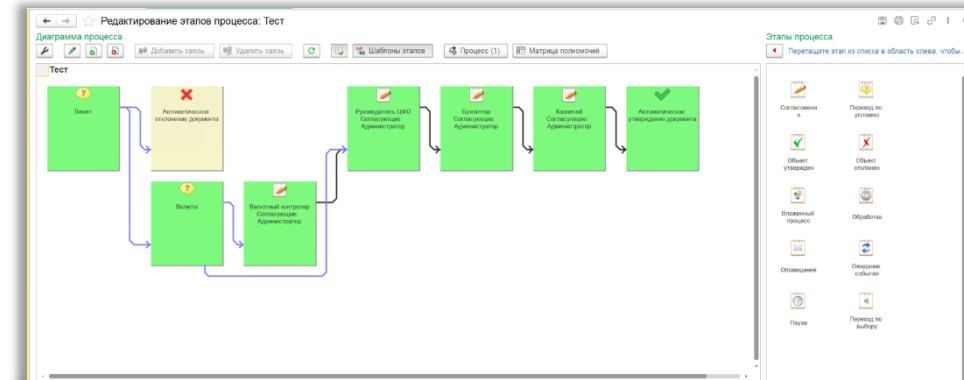 Редактирование этапов процесса: Тест
Диаграмма процесса
Добавить связь
Удалить связь
Шаблоны этапов
Процесс (1)
Матрица полномочий
Тест
Лимит
Автоматическое
отклонение документа
Руководитель ЦФО
Согласующие:
Администратор
Бухгалтер
Согласующие:
Администратор
Казначей
Согласующие:
Администратор
Автоматическое
утверждение документа
Валюта
Валютный контролер
Согласующие:
Администратор
Этапы процесса
Перетащите этап из списка в область слева, чтобы...
Согласовани
е
Переход по
условию
Объект
утвержден
Объект
отклонен
Вложенный
процесс
Обработка
Оповещение
Ожидание
события
Пауза
Переход по
выбору